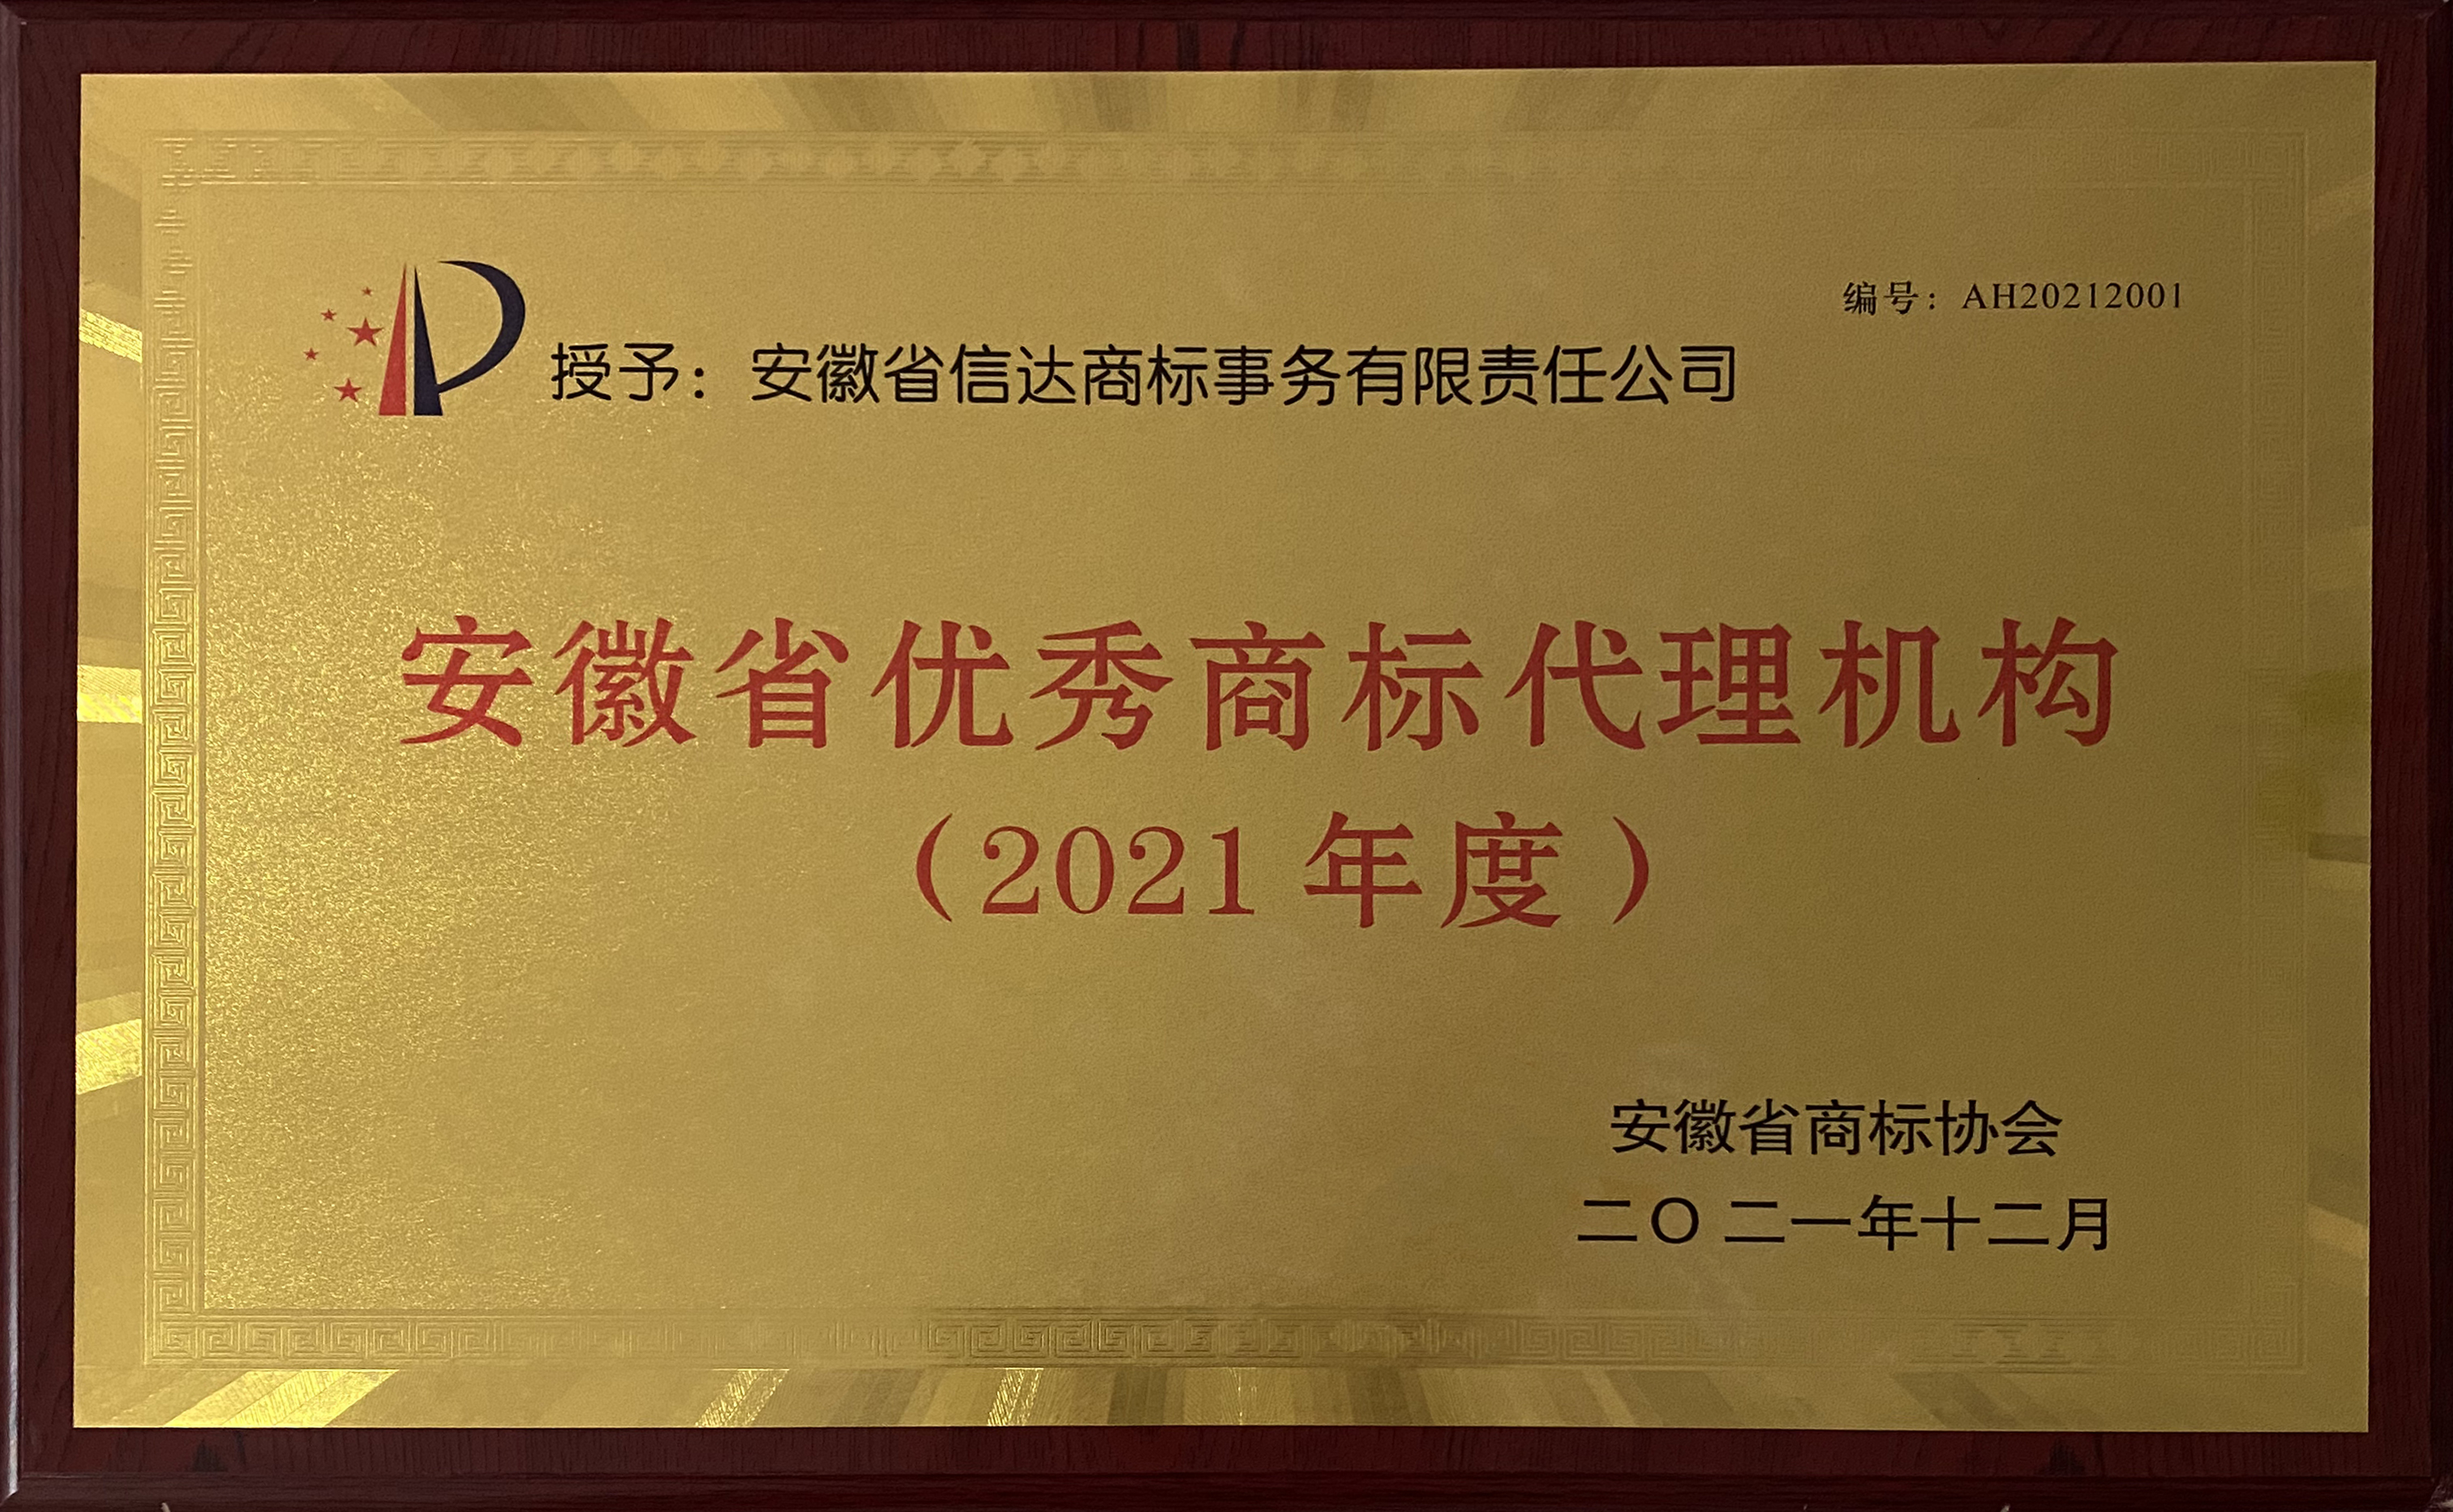 编号：AH20212001
授予：安徽省信达商标事务有限责任公司
安徽省优秀商标代理机构
（2021年度）
安徽省商标协会
二〇二一年十二月